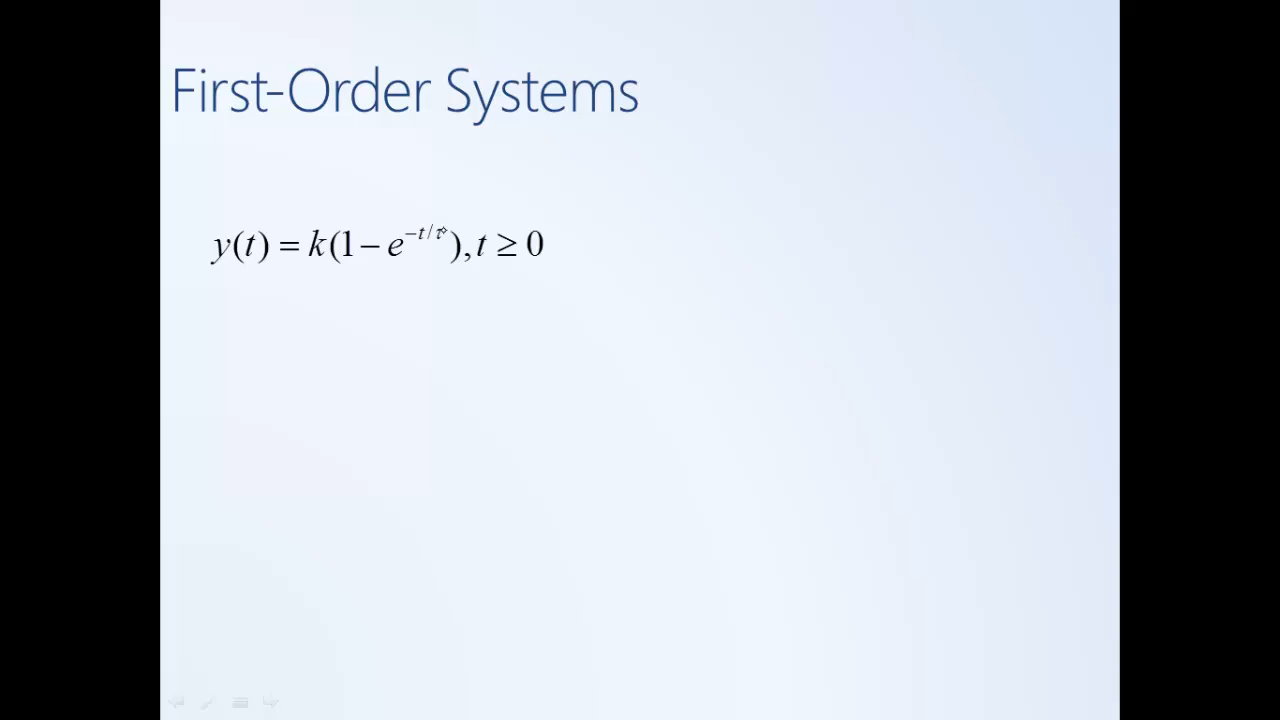 First-Order Systems
y(t) = k(1 − e^{−t/τ}), t ≥ 0